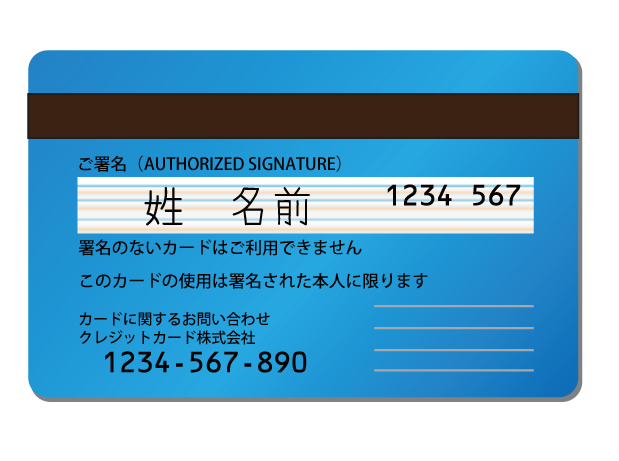 ご署名（AUTHORIZED SIGNATURE）
姓　名前　1234 567
署名のないカードはご利用できません
このカードの使用は署名された本人に限ります
カードに関するお問い合わせ
クレジットカード株式会社
1234-567-890